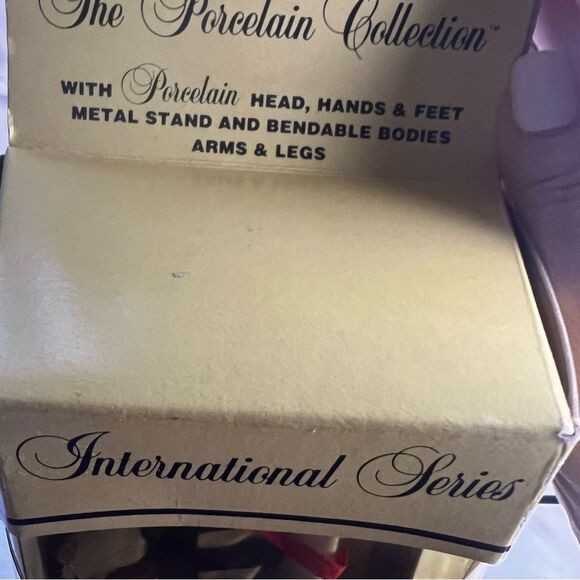 The Porcelain Collection™
WITH Porcelain HEAD, HANDS & FEET
METAL STAND AND BENDABLE BODIES
ARMS & LEGS
International Series